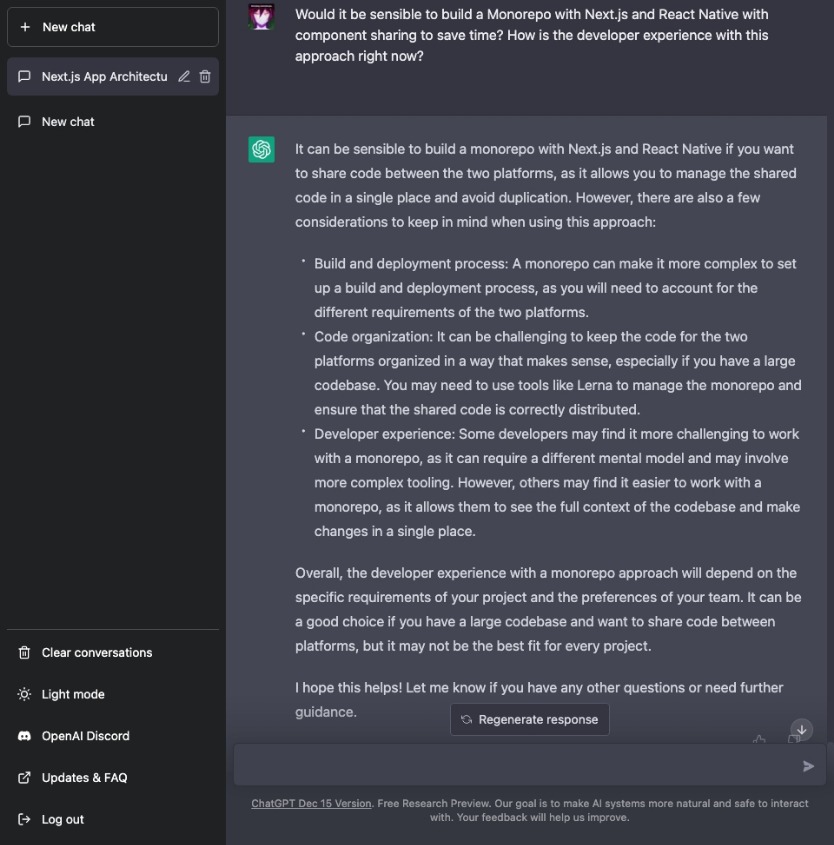 New chat
Next.js App Architectu
New chat
Clear conversations
Light mode
OpenAI Discord
Updates & FAQ
Log out
Would it be sensible to build a Monorepo with Next.js and React Native with
component sharing to save time? How is the developer experience with this
approach right now?
It can be sensible to build a monorepo with Next.js and React Native if you want
to share code between the two platforms, as it allows you to manage the shared
code in a single place and avoid duplication. However, there are also a few
considerations to keep in mind when using this approach:
• Build and deployment process: A monorepo can make it more complex to set
up a build and deployment process, as you will need to account for the
different requirements of the two platforms.
• Code organization: It can be challenging to keep the code for the two
platforms organized in a way that makes sense, especially if you have a large
codebase. You may need to use tools like Lerna to manage the monorepo and
ensure that the shared code is correctly distributed.
• Developer experience: Some developers may find it more challenging to work
with a monorepo, as it can require a different mental model and may involve
more complex tooling. However, others may find it easier to work with a
monorepo, as it allows them to see the full context of the codebase and make
changes in a single place.
Overall, the developer experience with a monorepo approach will depend on the
specific requirements of your project and the preferences of your team. It can be
a good choice if you have a large codebase and want to share code between
platforms, but it may not be the best fit for every project.
I hope this helps! Let me know if you have any other questions or need further
guidance.
Regenerate response
ChatGPT Dec 15 Version. Free Research Preview. Our goal is to make AI systems more natural and safe to interact
with. Your feedback will help us improve.